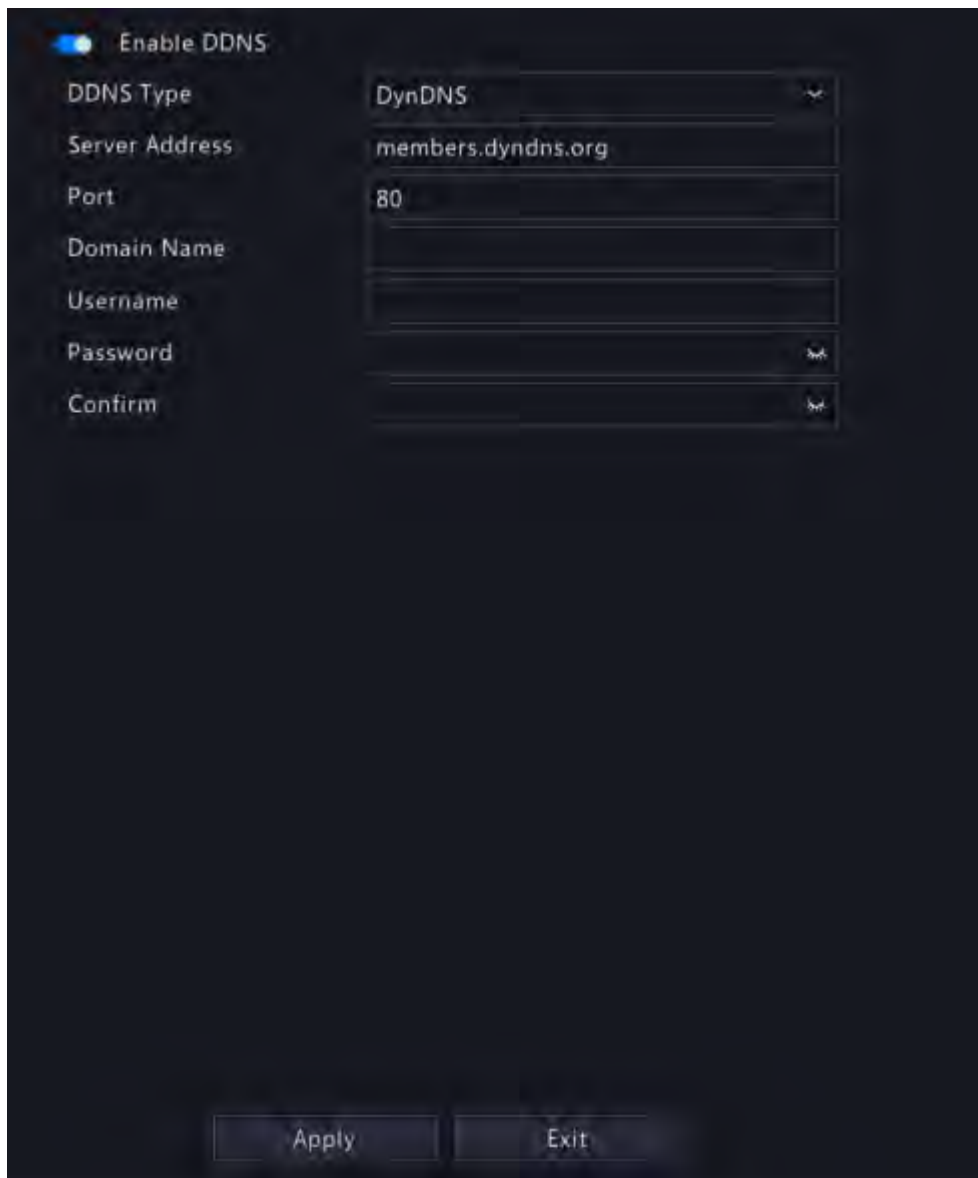 Enable DDNS
DDNS Type DynDNS
Server Address members.dyndns.org
Port 80
Domain Name
Username
Password
Confirm
Apply Exit